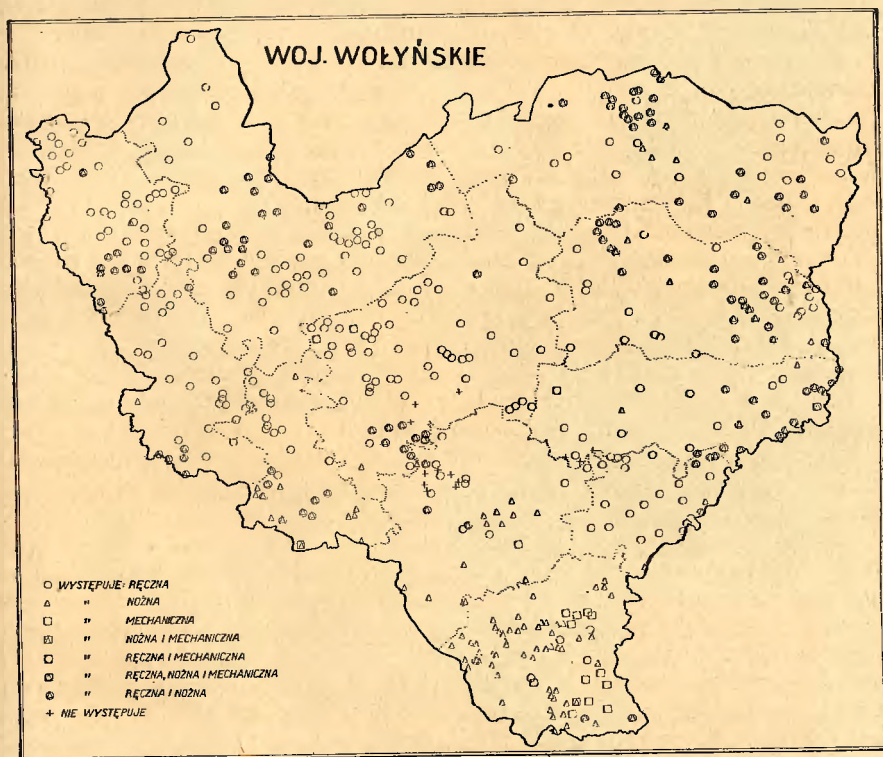 WOJ. WOŁYŃSKIE
WYSTĘPUJE: RĘCZNA
" NOŻNA
" MECHANICZNA
" NOŻNA I MECHANICZNA
" RĘCZNA I MECHANICZNA
" RĘCZNA, NOŻNA I MECHANICZNA
" RĘCZNA I NOŻNA
+ NIE WYSTĘPUJE